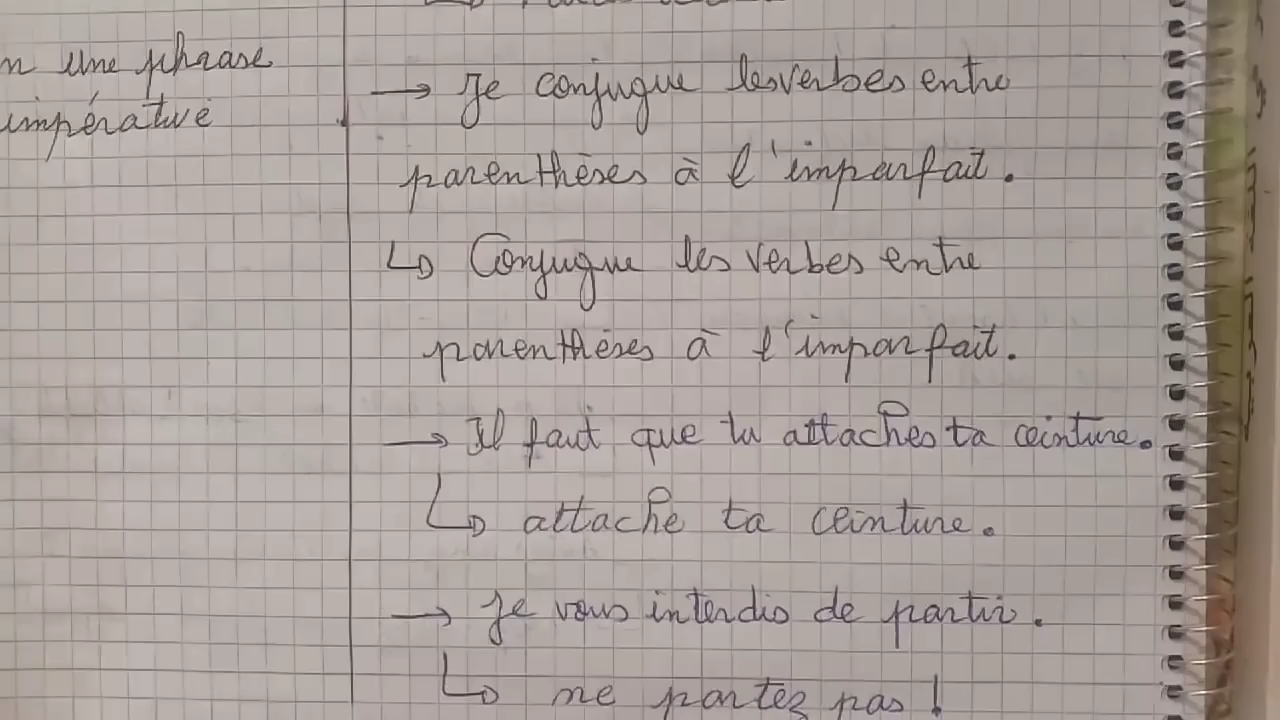 n une phrase
impérative
→ Je conjugue les verbes entre
parenthèses à l'imparfait.
↳ Conjugue les verbes entre
parenthèses à l'imparfait.
→ Il faut que tu attaches ta ceinture.
↳ attache ta ceinture.
→ Je vous interdis de partir.
↳ ne partez pas !